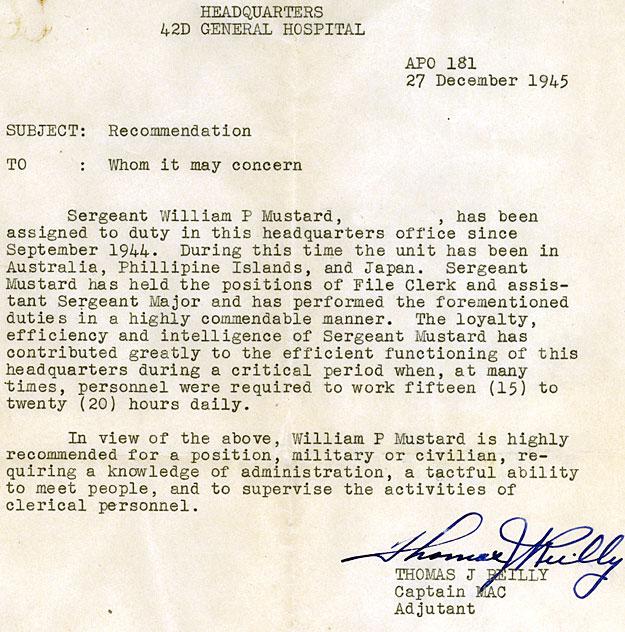 HEADQUARTERS
42D GENERAL HOSPITAL
APO 181
27 December 1945
SUBJECT: Recommendation
TO : Whom it may concern
Sergeant William P Mustard, , has been
assigned to duty in this headquarters office since
September 1944. During this time the unit has been in
Australia, Phillipine Islands, and Japan. Sergeant
Mustard has held the positions of File Clerk and assis-
tant Sergeant Major and has performed the forementioned
duties in a highly commendable manner. The loyalty,
efficiency and intelligence of Sergeant Mustard has
contributed greatly to the efficient functioning of this
headquarters during a critical period when, at many
times, personnel were required to work fifteen (15) to
twenty (20) hours daily.
In view of the above, William P Mustard is highly
recommended for a position, military or civilian, re-
quiring a knowledge of administration, a tactful ability
to meet people, and to supervise the activities of
clerical personnel.
Thomas J Reilly
THOMAS J REILLY
Captain MAC
Adjutant